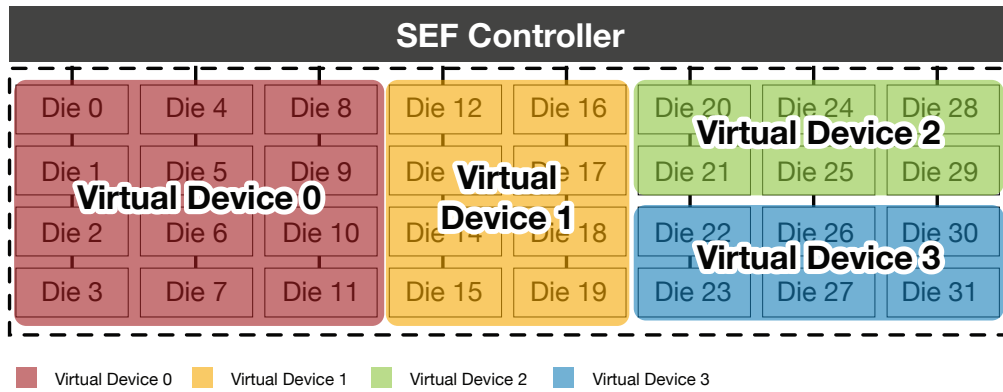 SEF Controller
Die 0 Die 4 Die 8 Die 12 Die 16 Die 20 Die 24 Die 28
Virtual Device 2
Die 1 Die 5 Die 9 17 Die 21 Die 25 Die 29
Virtual Device 0
Virtual
Device 1
Die 2 Die 6 Die 10 Die 14 Die 18 Die 22 Die 26 Die 30
Virtual Device 3
Die 3 Die 7 Die 11 Die 15 Die 19 Die 23 Die 27 Die 31
Virtual Device 0 Virtual Device 1 Virtual Device 2 Virtual Device 3